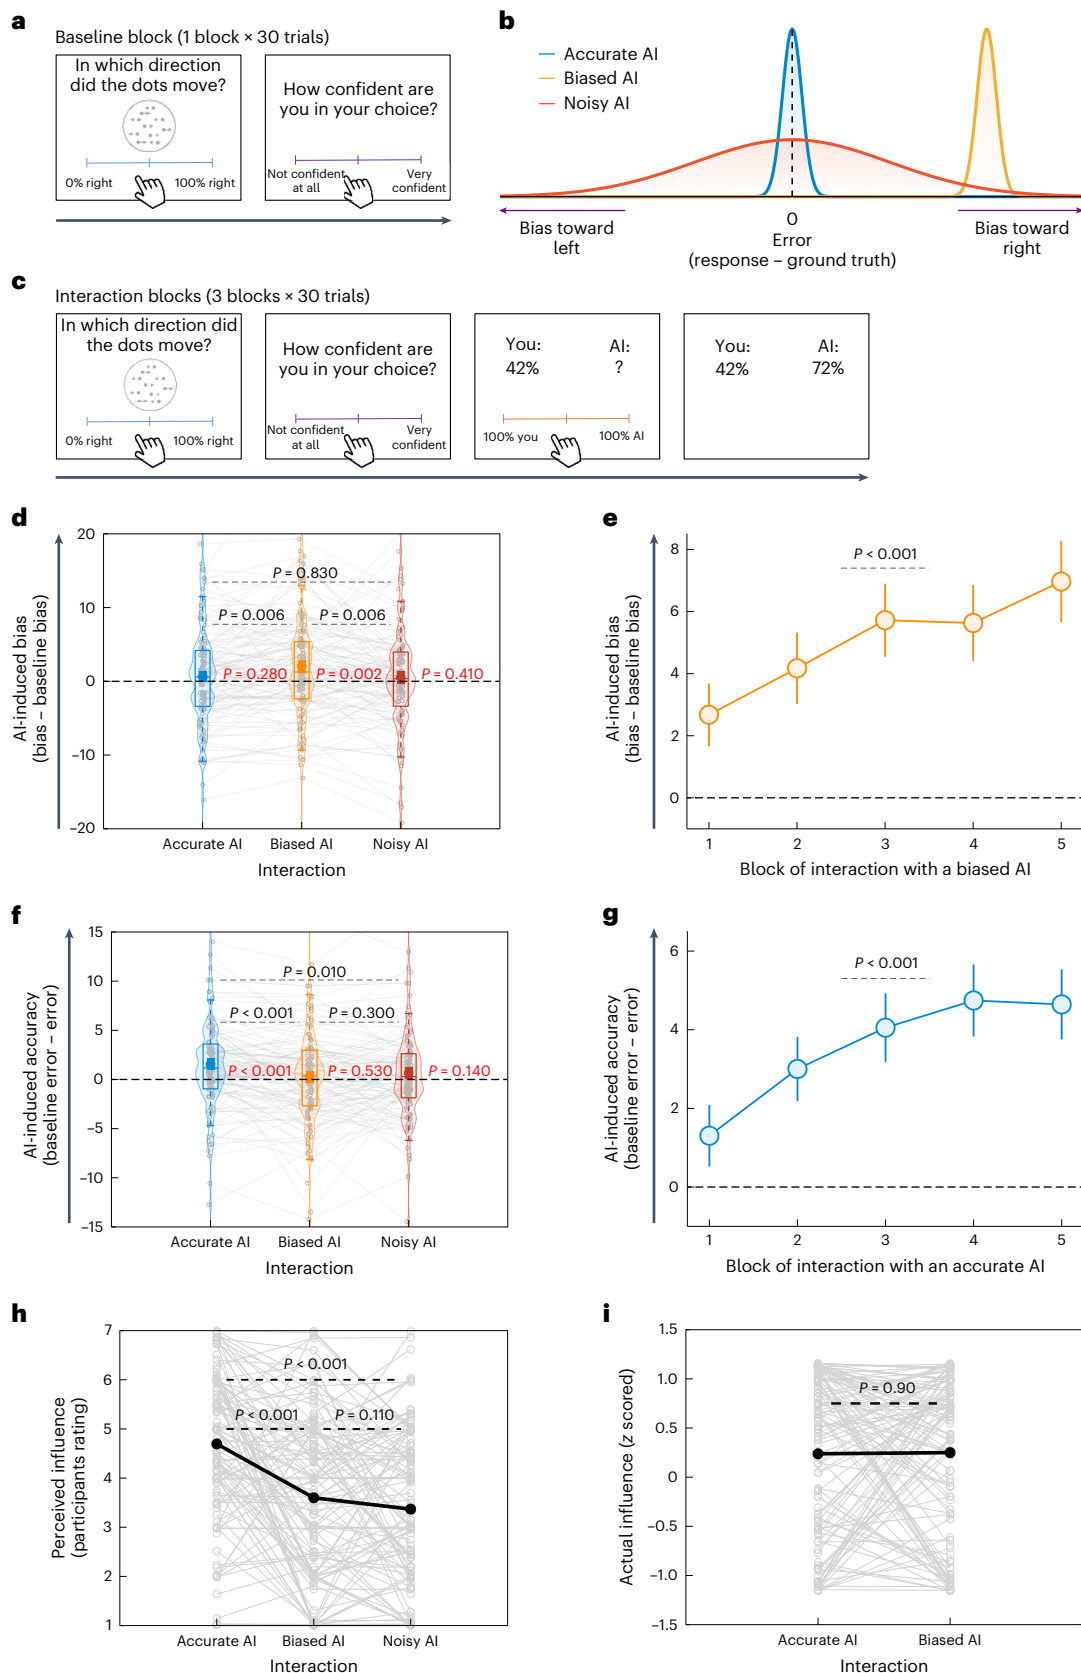 a
Baseline block (1 block × 30 trials)
In which direction
did the dots move?
0% right
100% right
How confident are
you in your choice?
Not confident
at all
Very
confident
b
Accurate AI
Biased AI
Noisy AI
Bias toward
left
0
Error
(response – ground truth)
Bias toward
right
c
Interaction blocks (3 blocks × 30 trials)
In which direction did
the dots move?
0% right
100% right
How confident are
you in your choice?
Not confident
at all
Very
confident
You:
42%
AI:
?
100% you
100% AI
You:
42%
AI:
72%
d
AI-induced bias
(bias – baseline bias)
20
10
0
–10
–20
P = 0.830
P = 0.006
P = 0.006
P = 0.280
P = 0.002
P = 0.410
Accurate AI
Biased AI
Noisy AI
Interaction
e
AI-induced bias
(bias – baseline bias)
8
6
4
2
0
P < 0.001
1
2
3
4
5
Block of interaction with a biased AI
f
AI-induced accuracy
(baseline error – error)
15
10
5
0
–5
–10
–15
P = 0.010
P < 0.001
P = 0.300
P < 0.001
P = 0.530
P = 0.140
Accurate AI
Biased AI
Noisy AI
Interaction
g
AI-induced accuracy
(baseline error – error)
6
4
2
0
P < 0.001
1
2
3
4
5
Block of interaction with an accurate AI
h
Perceived influence
(participants rating)
7
6
5
4
3
2
1
P < 0.001
P < 0.001
P = 0.110
Accurate AI
Biased AI
Noisy AI
Interaction
i
Actual influence (z scored)
1.5
1.0
0.5
0
–0.5
–1.0
–1.5
P = 0.90
Accurate AI
Biased AI
Interaction